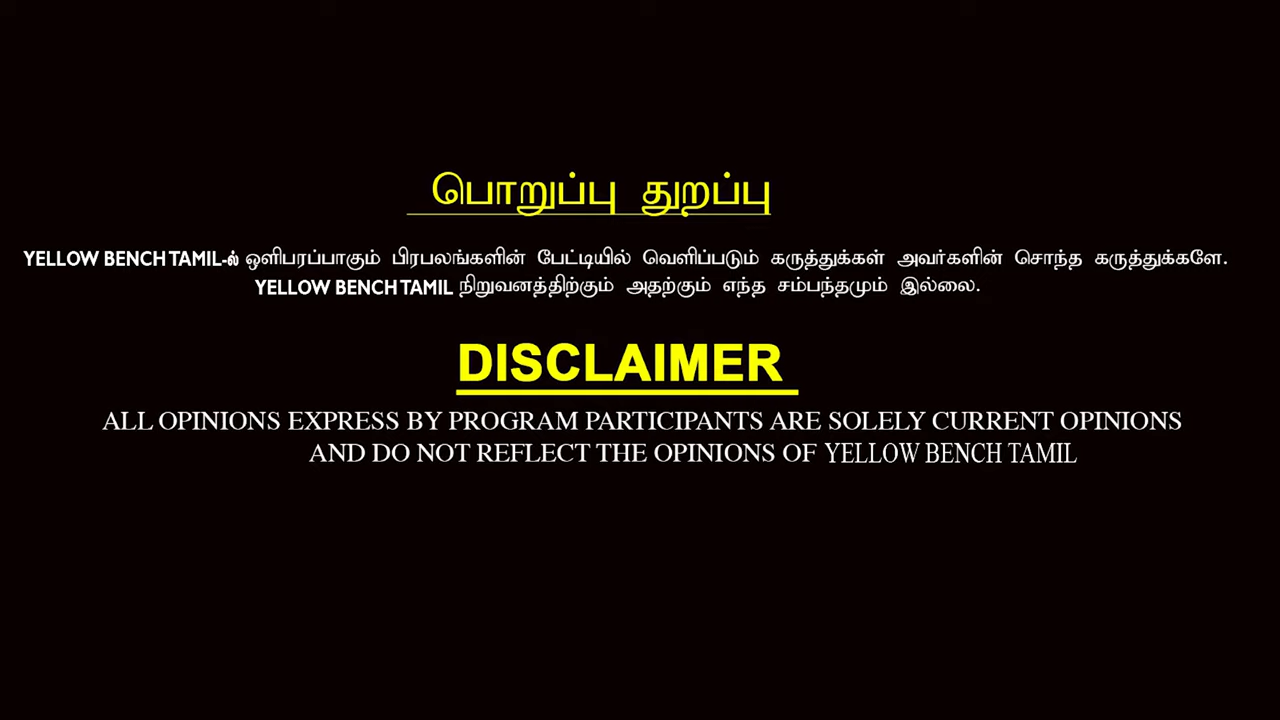 பொறுப்பு துறப்பு
YELLOW BENCH TAMIL-ல் ஒளிபரப்பாகும் பிரபலங்களின் பேட்டியில் வெளிப்படும் கருத்துக்கள் அவர்களின் சொந்த கருத்துக்களே.
YELLOW BENCH TAMIL நிறுவனத்திற்கும் அதற்கும் எந்த சம்பந்தமும் இல்லை.
DISCLAIMER
ALL OPINIONS EXPRESS BY PROGRAM PARTICIPANTS ARE SOLELY CURRENT OPINIONS
AND DO NOT REFLECT THE OPINIONS OF YELLOW BENCH TAMIL